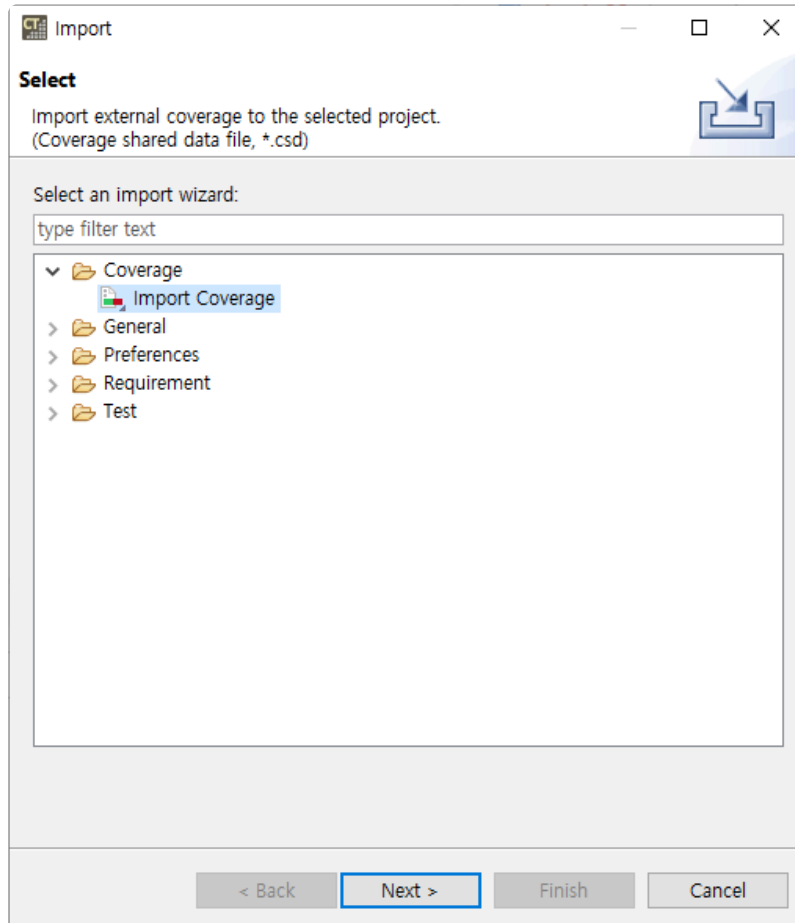 CT
Import
Select
Import external coverage to the selected project.
(Coverage shared data file, *.csd)
Select an import wizard:
type filter text
Coverage
Import Coverage
General
Preferences
Requirement
Test
< Back
Next >
Finish
Cancel